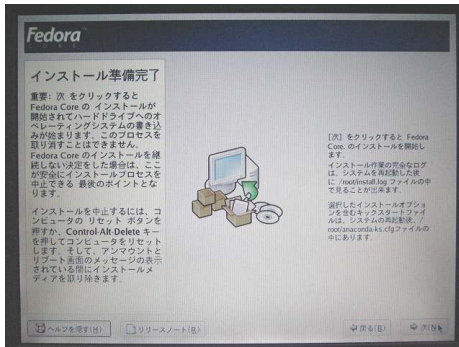 Fedora
CORE
インストール準備完了
重要: 次 をクリックすると
Fedora Core の インストールが
開始されてハードドライブへのオ
ペレーティングシステムの書き込
みが始まります。このプロセスを
取り消すことはできません。
Fedora Core のインストールを継
続しない決定をした場合は、ここ
が安全にインストールプロセスを
中止できる 最後のポイントとな
ります。
インストールを中止するには、コ
ンピュータの リセット ボタンを
押すか、Control-Alt-Delete キー
を押してコンピュータをリセット
します。そして、アンマウントと
リブート画面のメッセージの表示
されている間にインストールメ
ディアを取り除きます。
[次] をクリックすると Fedora
Core のインストールを開始し
ます。
インストール作業の完全なログ
は、システムを再起動した後
に /root/install.log ファイルの中
で見ることが出来ます。
選択したインストールオプショ
ンを含むキックスタートファイ
ルは、システムの再起動後、/
root/anaconda-ks.cfgファイルの
中にあります。
ヘルプを隠す(H)
リリースノート(R)
戻る(B)
次(N)